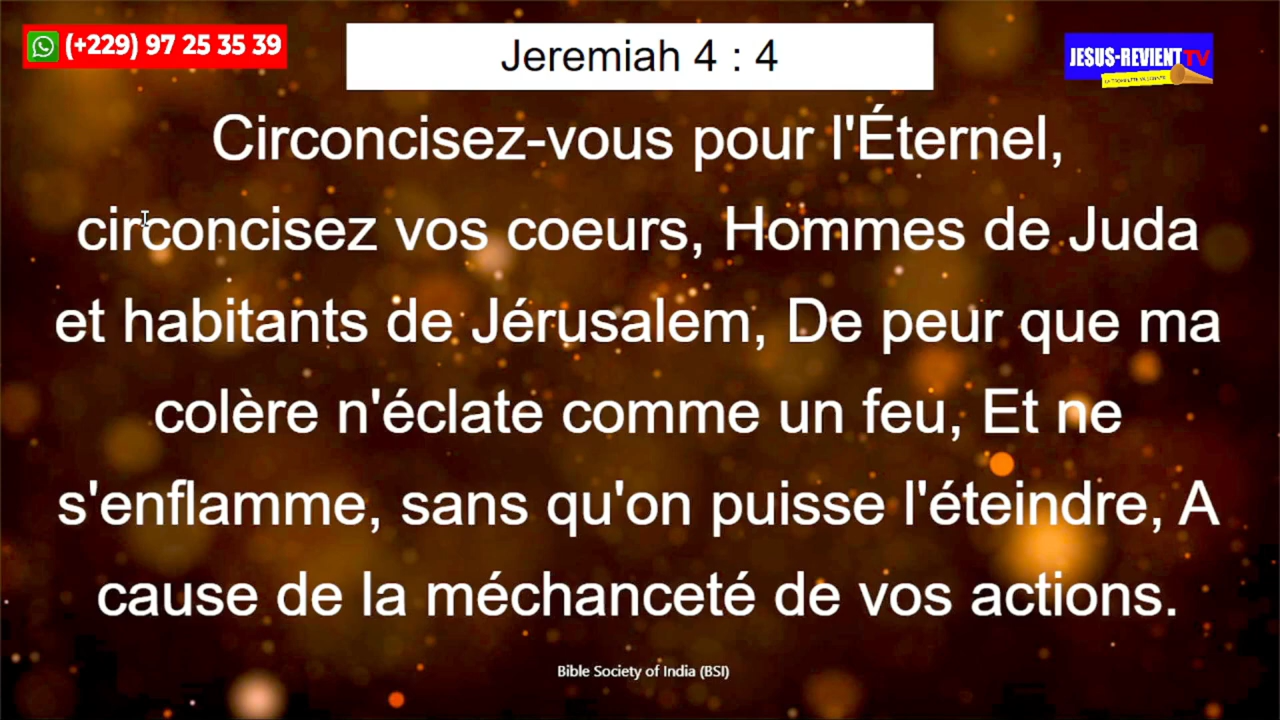 (+229) 97 25 35 39
Jeremiah 4 : 4
JESUS-REVIENT TV
Circoncisez-vous pour l'Éternel,
circoncisez vos coeurs, Hommes de Juda
et habitants de Jérusalem, De peur que ma
colère n'éclate comme un feu, Et ne
s'enflamme, sans qu'on puisse l'éteindre, A
cause de la méchanceté de vos actions.
Bible Society of India (BSI)